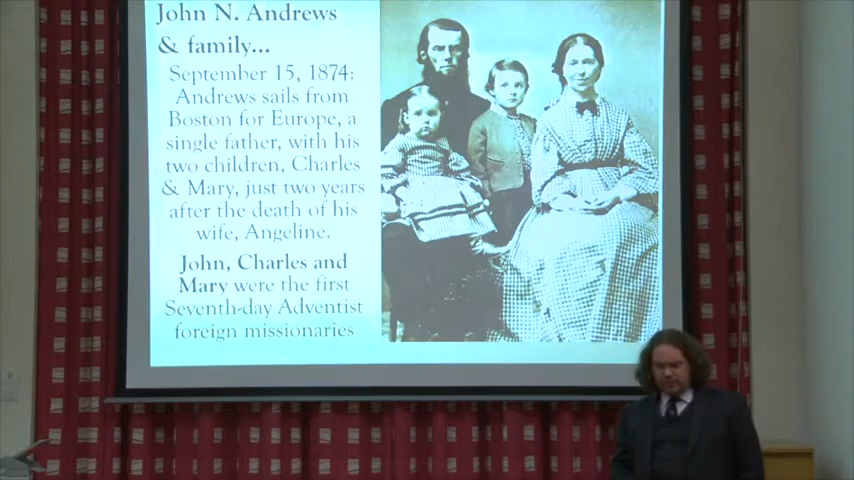 John N. Andrews
& family...
September 15, 1874:
Andrews sails from
Boston for Europe, a
single father, with his
two children, Charles
& Mary, just two years
after the death of his
wife, Angeline.
John, Charles and
Mary were the first
Seventh-day Adventist
foreign missionaries